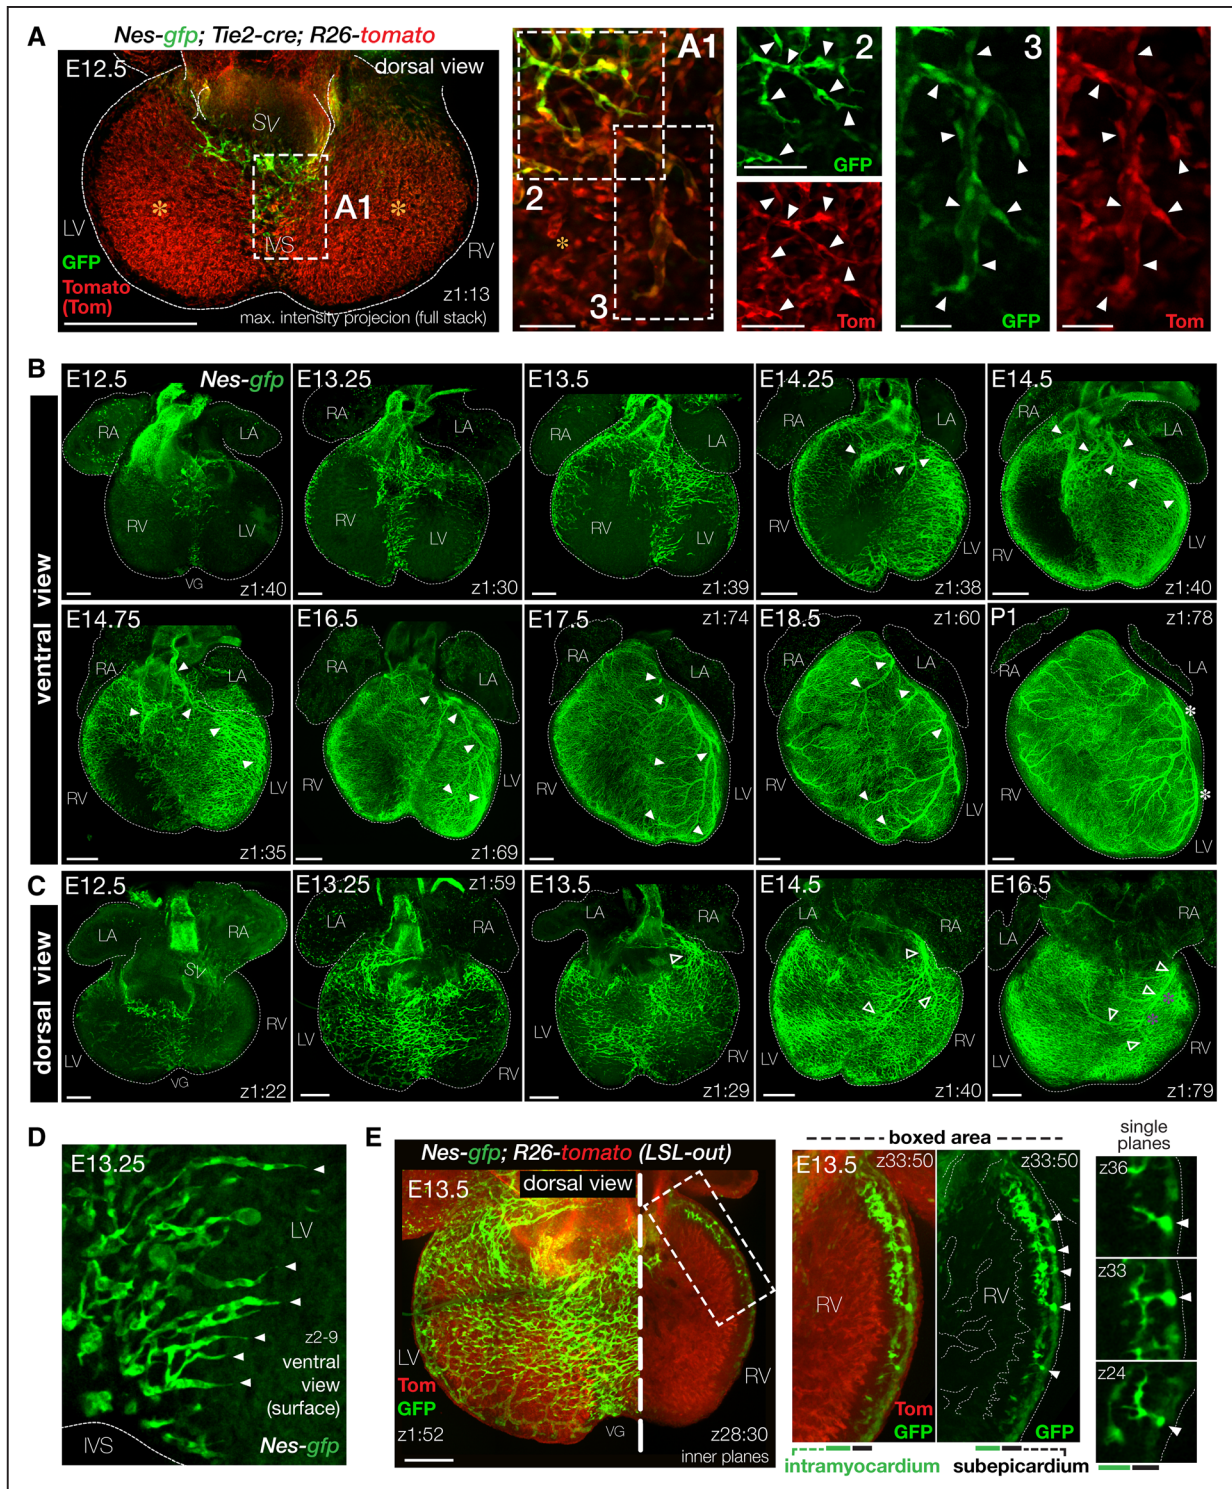 A
Nes-gfp; Tie2-cre; R26-tomato
E12.5
dorsal view
SV
A1
LV
IVS
RV
GFP
Tomato
(Tom)
z1:13
max. intensity projecion (full stack)
A1
2
3
2
GFP
Tom
3
GFP
Tom
B
ventral view
E12.5
Nes-gfp
RA
LA
RV
LV
VG
z1:40
E13.25
RA
LA
RV
LV
z1:30
E13.5
RA
LA
RV
LV
z1:39
E14.25
RA
LA
RV
LV
z1:38
E14.5
RA
LA
RV
LV
z1:40
E14.75
RA
LA
RV
LV
z1:35
E16.5
RA
LA
RV
LV
z1:69
E17.5
z1:74
RA
LA
RV
LV
E18.5
z1:60
RA
LA
RV
LV
P1
z1:78
RA
LA
RV
LV
C
dorsal view
E12.5
LA
RA
SV
RV
LV
VG
z1:22
E13.25
z1:59
LA
RA
LV
RV
E13.5
LA
RA
LV
RV
z1:29
E14.5
LA
RA
LV
RV
z1:40
E16.5
LA
RA
LV
RV
z1:79
D
E13.25
LV
z2-9
ventral
view
(surface)
IVS
Nes-gfp
E
Nes-gfp; R26-tomato (LSL-out)
E13.5
dorsal view
LV
Tom
GFP
z1:52
VG
RV
z28:30
inner planes
boxed area
E13.5
z33:50
RV
Tom
GFP
z33:50
RV
GFP
intramyocardium
subepicardium
single
planes
z36
z33
z24